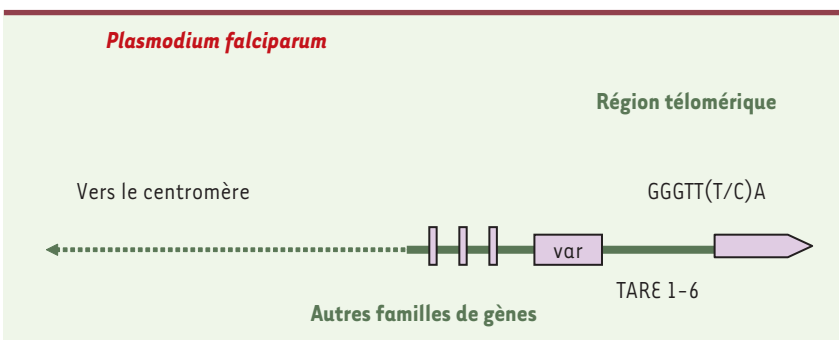 Plasmodium falciparum
Région télomérique
Vers le centromère
GGGTT(T/C)A
var
TARE 1-6
Autres familles de gènes